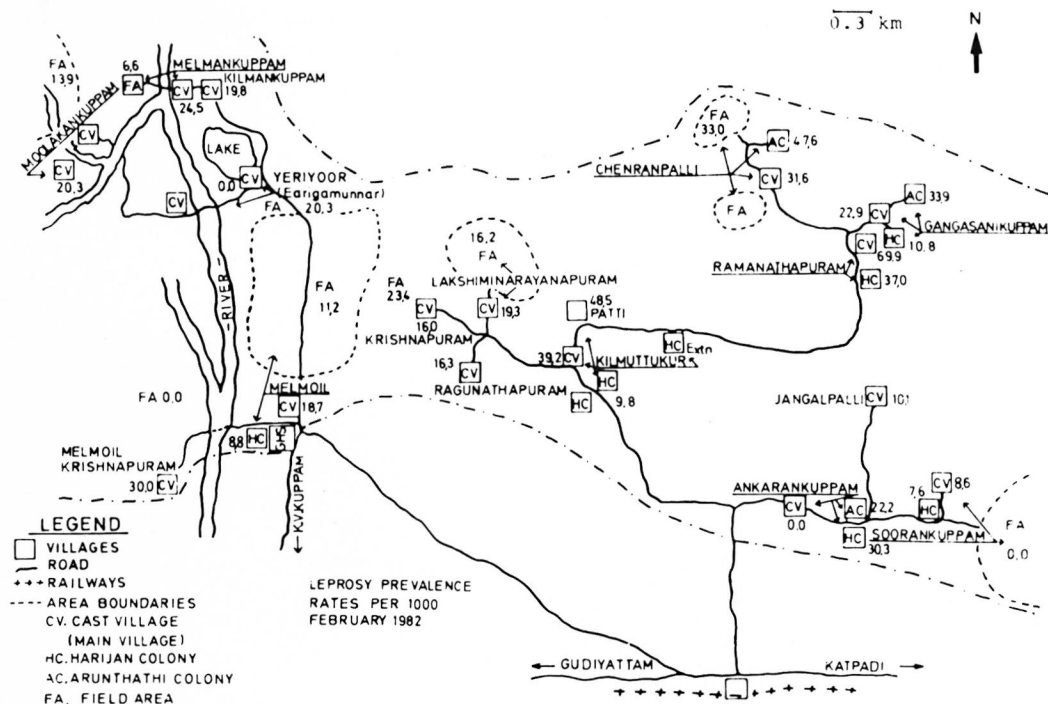 0.3 km
N
FA
13,9
6,6
FA
MELMANKUPPAM
KILMANKUPPAM
CV
CV
19,8
24,5
MOOLAKANKUPPAM
CV
CV
20,3
LAKE
0,0
CV
YERIYOOR
(Earigamunnar)
20,3
CV
FA
FA
11,2
RIVER
FA 0,0
FA
33,0
AC
47,6
CHENRANPALLI
CV
31,6
FA
AC
33,9
22,9
CV
GANGASANIKUPPAM
HC
10,8
CV
69,9
RAMANATHAPURAM
HC
37,0
16,2
FA
LAKSHIMINARAYANAPURAM
FA
23,4
CV
16,0
CV
19,3
KRISHNAPURAM
48,5
PATTI
HC
Extn
39,2
CV
KILMUTTUKUR
16,3
CV
RAGUNATHAPURAM
HC
HC
9,8
JANGALPALLI
CV
10,1
MELMOIL
CV
18,7
8,8
HC
GHS
MELMOIL
KRISHNAPURAM
30,0
CV
K.V.KUPPAM
ANKARANKUPPAM
CV
0,0
AC
22,2
7,6
HC
CV
8,6
HC
30,3
SOORANKUPPAM
FA
0,0
LEGEND
VILLAGES
ROAD
RAILWAYS
AREA BOUNDARIES
CV. CAST VILLAGE
(MAIN VILLAGE)
HC. HARIJAN COLONY
AC. ARUNTHATHI COLONY
FA. FIELD AREA
LEPROSY PREVALENCE
RATES PER 1000
FEBRUARY 1982
GUDIYATTAM
KATPADI